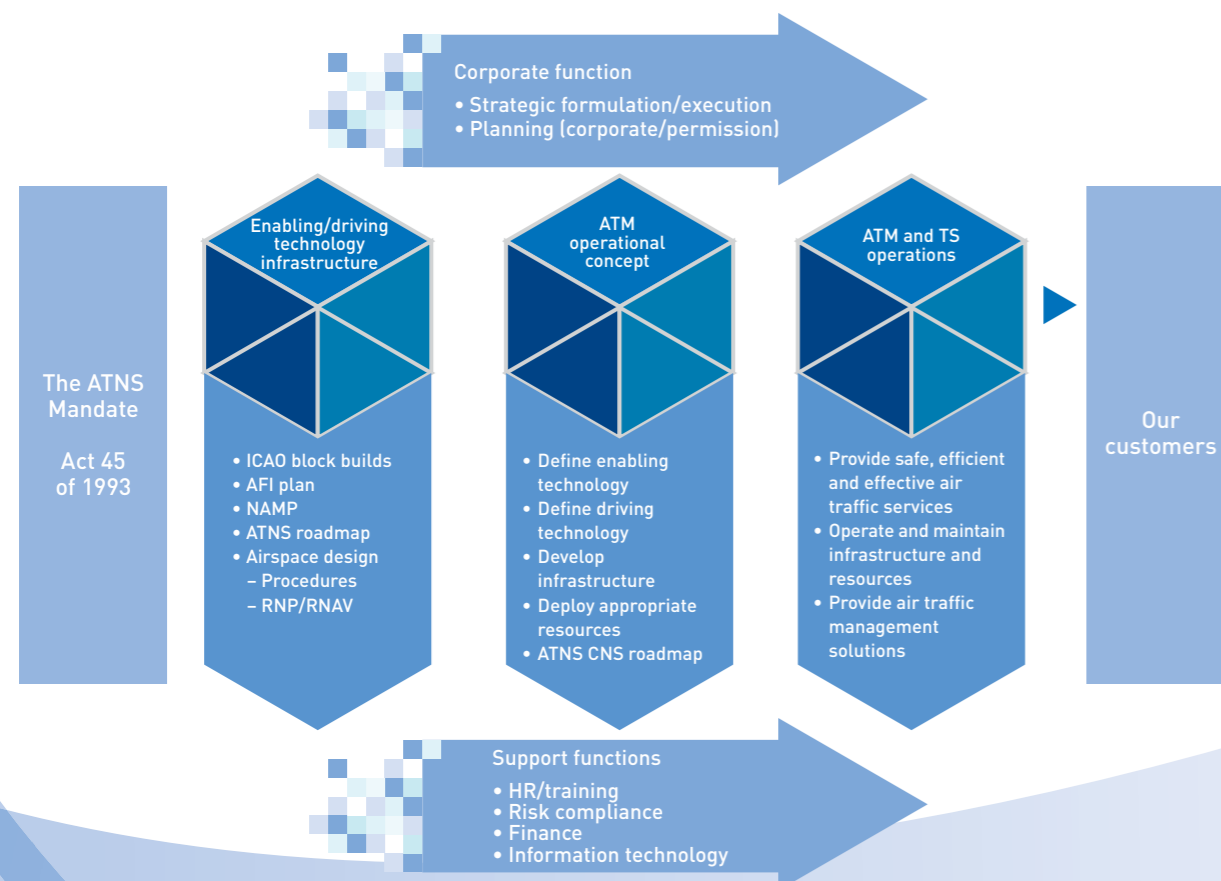 Corporate function
• Strategic formulation/execution
• Planning (corporate/permission)
The ATNS
Mandate
Act 45
of 1993
Enabling/driving
technology
infrastructure
• ICAO block builds
• AFI plan
• NAMP
• ATNS roadmap
• Airspace design
– Procedures
– RNP/RNAV
ATM
operational
concept
• Define enabling
technology
• Define driving
technology
• Develop
infrastructure
• Deploy appropriate
resources
• ATNS CNS roadmap
ATM and TS
operations
• Provide safe, efficient
and effective air
traffic services
• Operate and maintain
infrastructure and
resources
• Provide air traffic
management
solutions
Our
customers
Support functions
• HR/training
• Risk compliance
• Finance
• Information technology